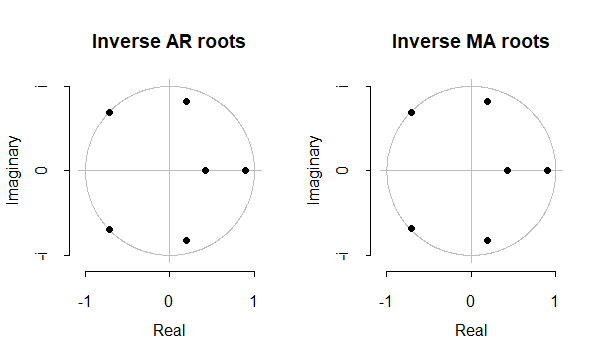 Inverse AR roots
Imaginary
i
0
-i
-1
0
1
Real
Inverse MA roots
Imaginary
i
0
-i
-1
0
1
Real